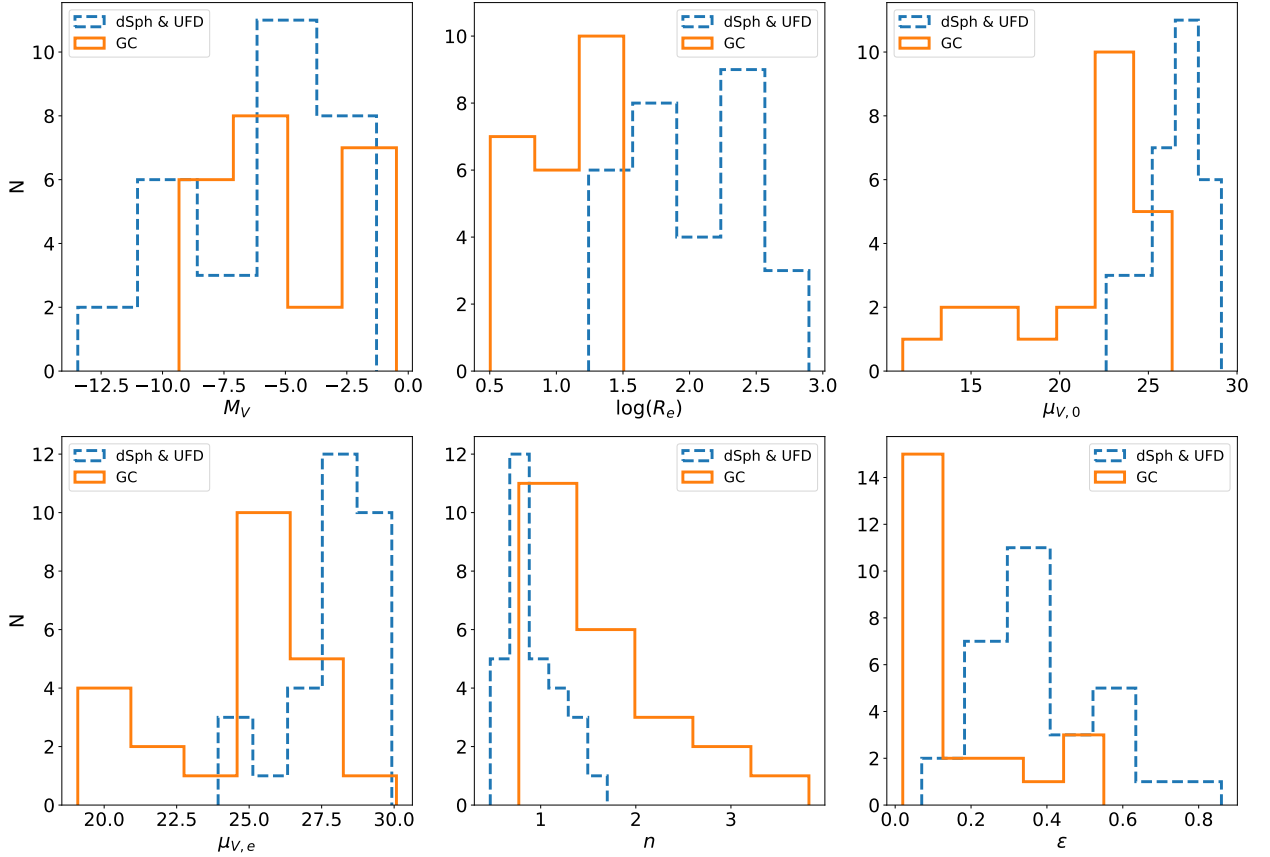 dSph & UFD
GC
N
0
2
4
6
8
10
−12.5 −10.0 −7.5 −5.0 −2.5 0.0
M_V
dSph & UFD
GC
0
2
4
6
8
10
0.5 1.0 1.5 2.0 2.5 3.0
log(R_e)
dSph & UFD
GC
0
2
4
6
8
10
15 20 25 30
μ_{V,0}
dSph & UFD
GC
N
0
2
4
6
8
10
12
20.0 22.5 25.0 27.5 30.0
μ_{V,e}
dSph & UFD
GC
0
2
4
6
8
10
12
1 2 3
n
dSph & UFD
GC
0
2
4
6
8
10
12
14
0.0 0.2 0.4 0.6 0.8
ε